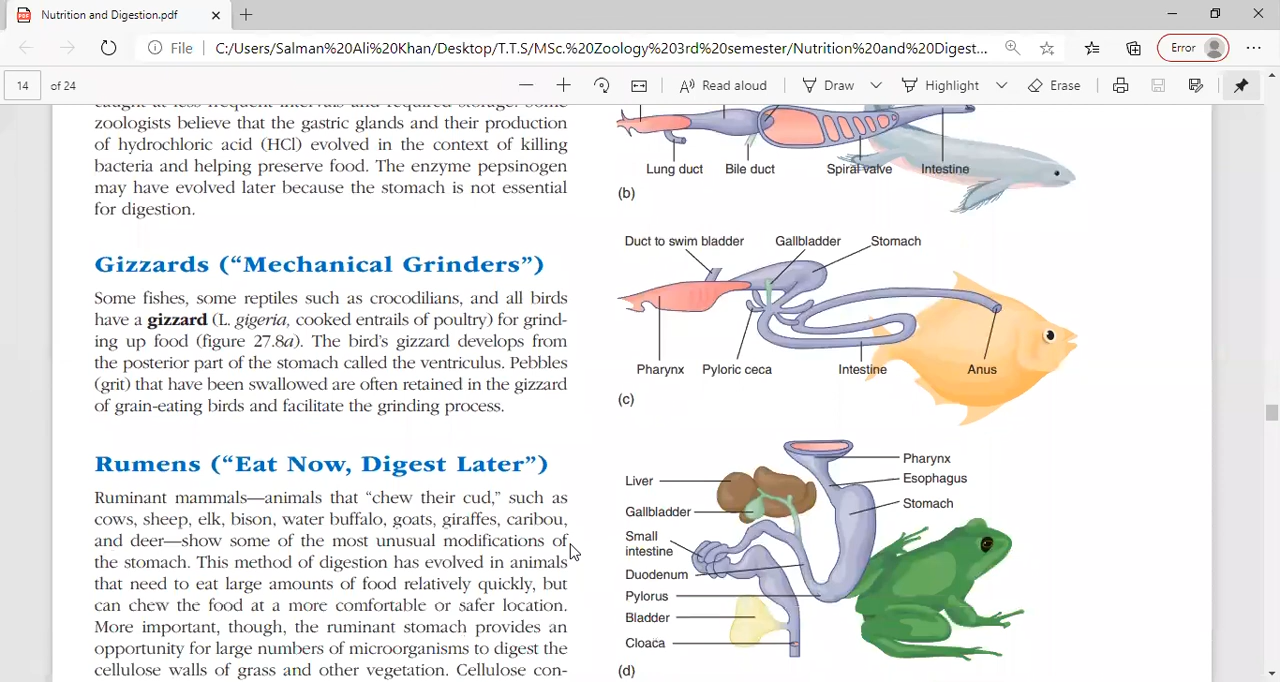 Nutrition and Digestion.pdf
File
C:/Users/Salman%20Ali%20Khan/Desktop/T.T.S/MSc.%20Zoology%203rd%20semester/Nutrition%20and%20Digest...
Error
14 of 24
Read aloud
Draw
Highlight
Erase
caught at less frequent intervals and required storage. Some
zoologists believe that the gastric glands and their production
of hydrochloric acid (HCl) evolved in the context of killing
bacteria and helping preserve food. The enzyme pepsinogen
may have evolved later because the stomach is not essential
for digestion.
Gizzards (“Mechanical Grinders”)
Some fishes, some reptiles such as crocodilians, and all birds
have a gizzard (L. gigeria, cooked entrails of poultry) for grind-
ing up food (figure 27.8a). The bird's gizzard develops from
the posterior part of the stomach called the ventriculus. Pebbles
(grit) that have been swallowed are often retained in the gizzard
of grain-eating birds and facilitate the grinding process.
Rumens (“Eat Now, Digest Later”)
Ruminant mammals—animals that “chew their cud,” such as
cows, sheep, elk, bison, water buffalo, goats, giraffes, caribou,
and deer—show some of the most unusual modifications of
the stomach. This method of digestion has evolved in animals
that need to eat large amounts of food relatively quickly, but
can chew the food at a more comfortable or safer location.
More important, though, the ruminant stomach provides an
opportunity for large numbers of microorganisms to digest the
cellulose walls of grass and other vegetation. Cellulose con-
Lung duct
Bile duct
Spiral valve
Intestine
(b)
Duct to swim bladder
Gallbladder
Stomach
Pharynx
Pyloric ceca
Intestine
Anus
(c)
Pharynx
Esophagus
Stomach
Liver
Gallbladder
Small
intestine
Duodenum
Pylorus
Bladder
Cloaca
(d)